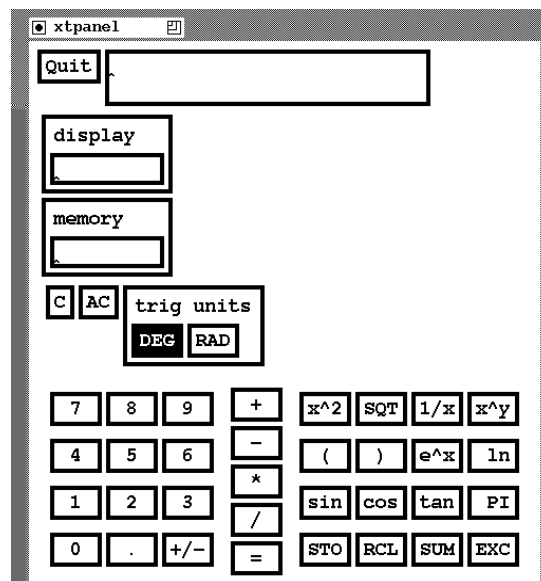 xtpanel
Quit
display
memory
C AC trig units
DEG RAD
7 8 9 + x^2 SQT 1/x x^y
4 5 6 - ( ) e^x ln
*
1 2 3 sin cos tan PI
/
0 . +/- = STO RCL SUM EXC